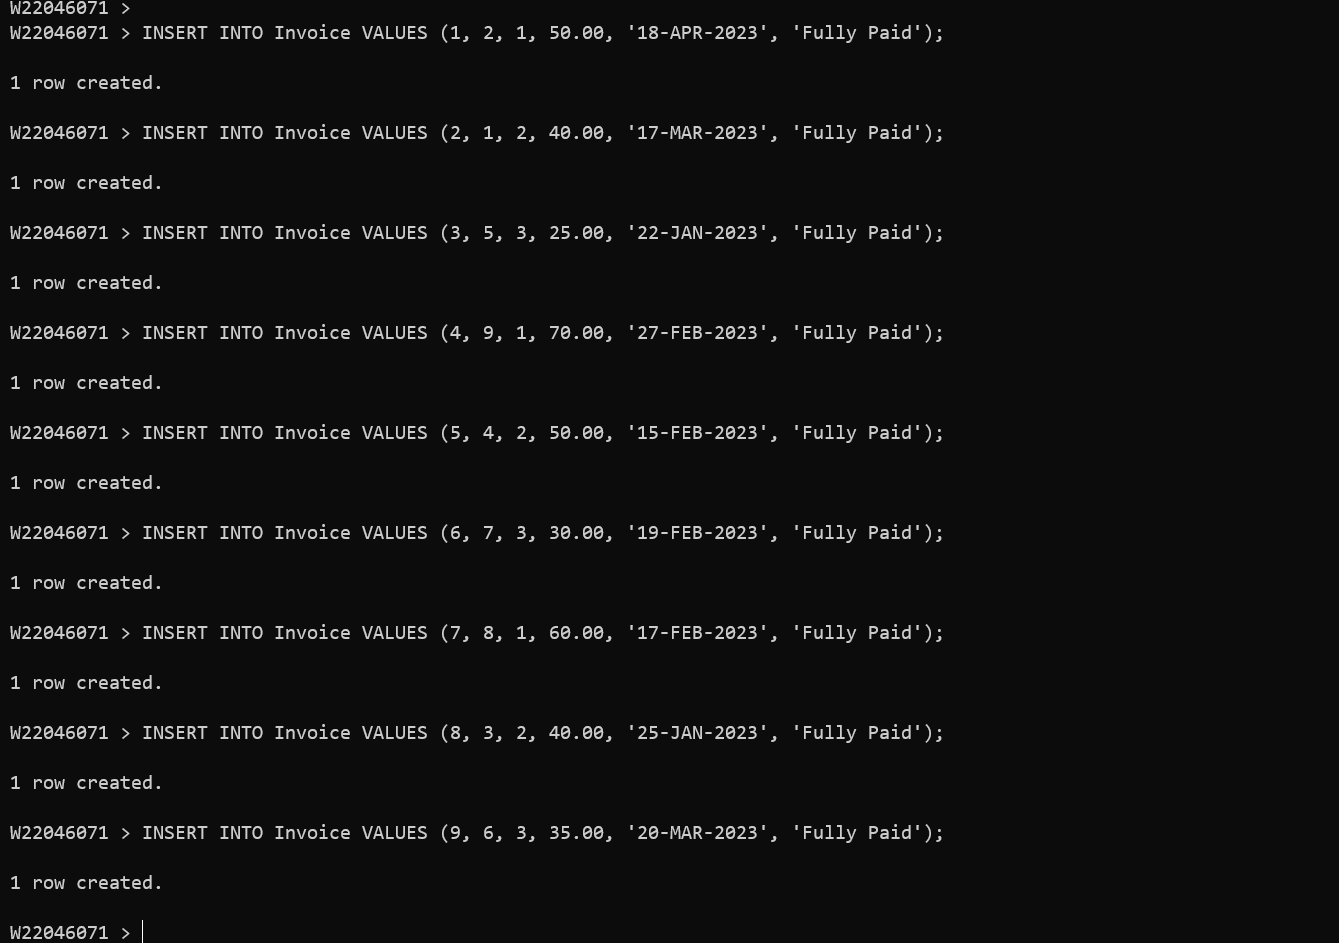 W22046071 >
W22046071 > INSERT INTO Invoice VALUES (1, 2, 1, 50.00, '18-APR-2023', 'Fully Paid');
1 row created.
W22046071 > INSERT INTO Invoice VALUES (2, 1, 2, 40.00, '17-MAR-2023', 'Fully Paid');
1 row created.
W22046071 > INSERT INTO Invoice VALUES (3, 5, 3, 25.00, '22-JAN-2023', 'Fully Paid');
1 row created.
W22046071 > INSERT INTO Invoice VALUES (4, 9, 1, 70.00, '27-FEB-2023', 'Fully Paid');
1 row created.
W22046071 > INSERT INTO Invoice VALUES (5, 4, 2, 50.00, '15-FEB-2023', 'Fully Paid');
1 row created.
W22046071 > INSERT INTO Invoice VALUES (6, 7, 3, 30.00, '19-FEB-2023', 'Fully Paid');
1 row created.
W22046071 > INSERT INTO Invoice VALUES (7, 8, 1, 60.00, '17-FEB-2023', 'Fully Paid');
1 row created.
W22046071 > INSERT INTO Invoice VALUES (8, 3, 2, 40.00, '25-JAN-2023', 'Fully Paid');
1 row created.
W22046071 > INSERT INTO Invoice VALUES (9, 6, 3, 35.00, '20-MAR-2023', 'Fully Paid');
1 row created.
W22046071 >